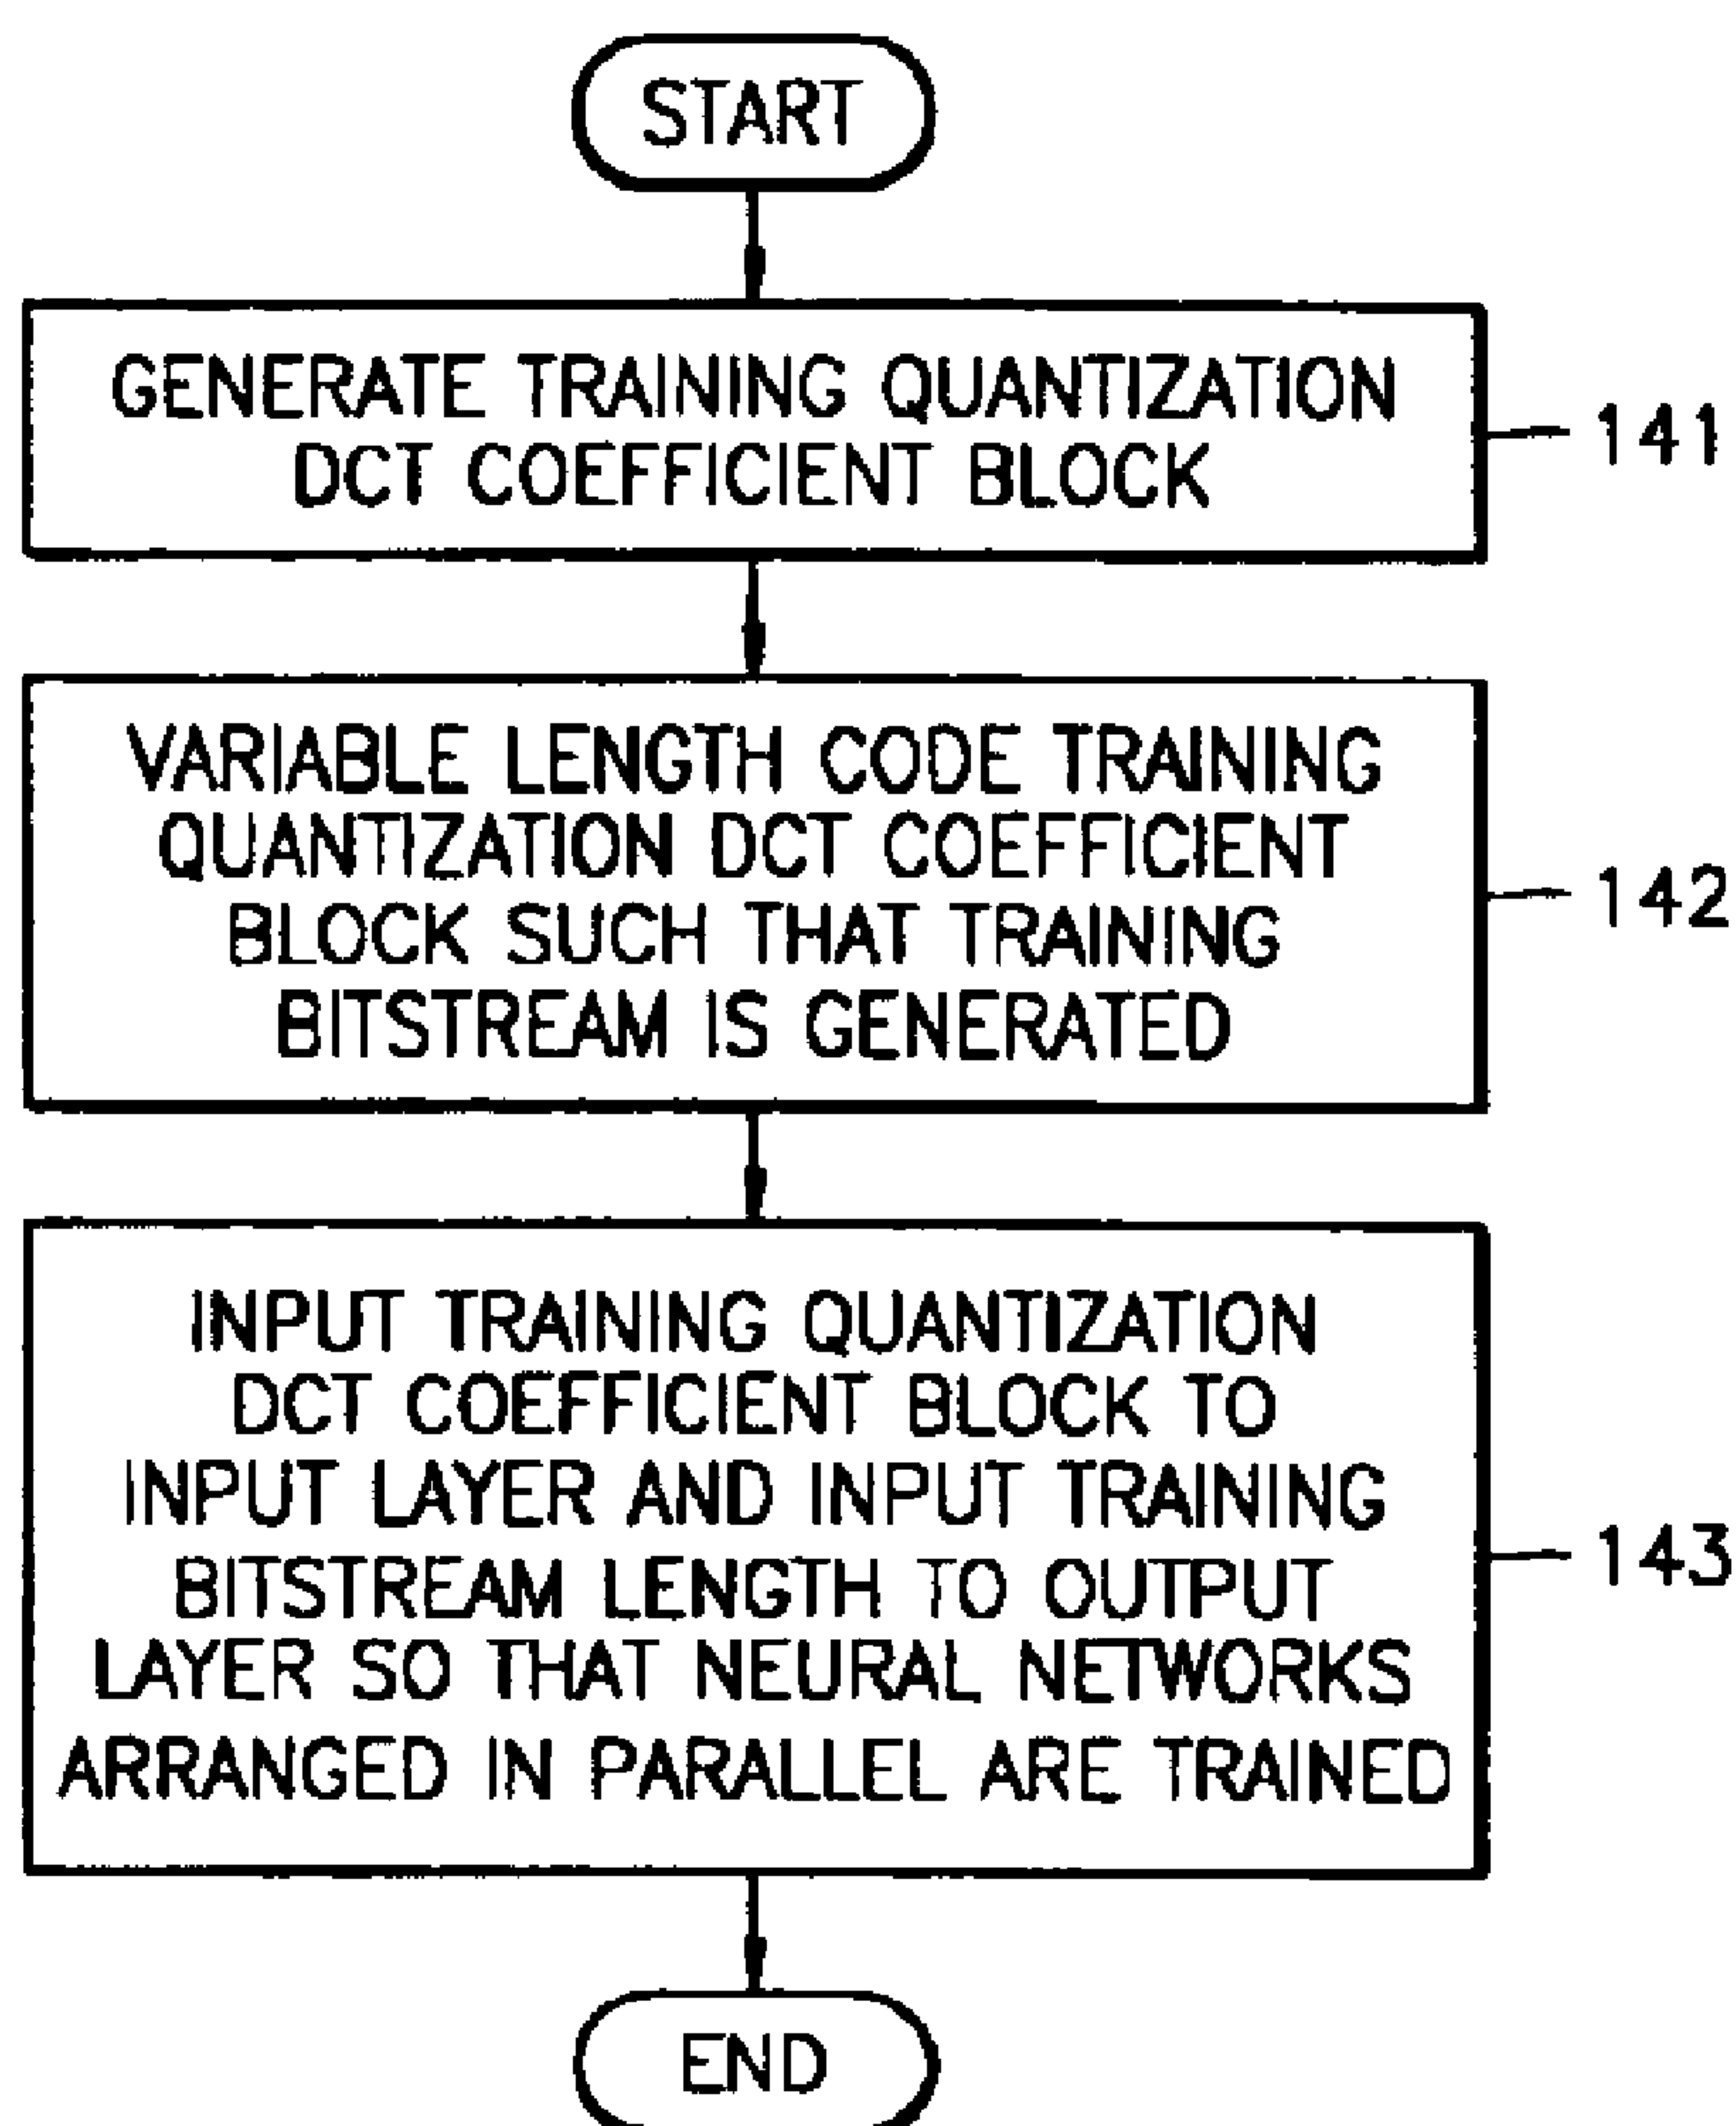 START
GENERATE TRAINING QUANTIZATION
DCT COEFFICIENT BLOCK
141
VARIABLE LENGTH CODE TRAINING
QUANTIZATION DCT COEFFICIENT
BLOCK SUCH THAT TRAINING
BITSTREAM IS GENERATED
142
INPUT TRAINING QUANTIZATION
DCT COEFFICIENT BLOCK TO
INPUT LAYER AND INPUT TRAINING
BITSTREAM LENGTH TO OUTPUT
LAYER SO THAT NEURAL NETWORKS
ARRANGED IN PARALLEL ARE TRAINED
143
END